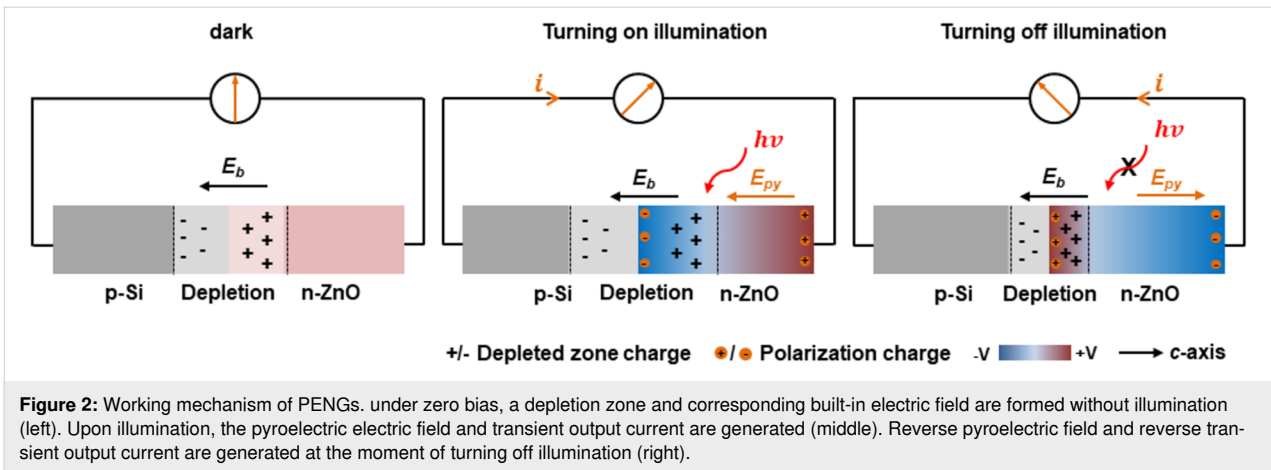 dark
Turning on illumination
Turning off illumination
i
i
hv
hv
X
E_b
E_b
E_py
E_b
E_py
- - - - - + + + + +
- - - - - + + + + + - - - + + +
- - - - - + + + + + + + + - - -
p-Si Depletion n-ZnO
p-Si Depletion n-ZnO
p-Si Depletion n-ZnO
+/- Depleted zone charge +/- Polarization charge -V +V c-axis
Figure 2: Working mechanism of PENGs. under zero bias, a depletion zone and corresponding built-in electric field are formed without illumination
(left). Upon illumination, the pyroelectric electric field and transient output current are generated (middle). Reverse pyroelectric field and reverse tran-
sient output current are generated at the moment of turning off illumination (right).